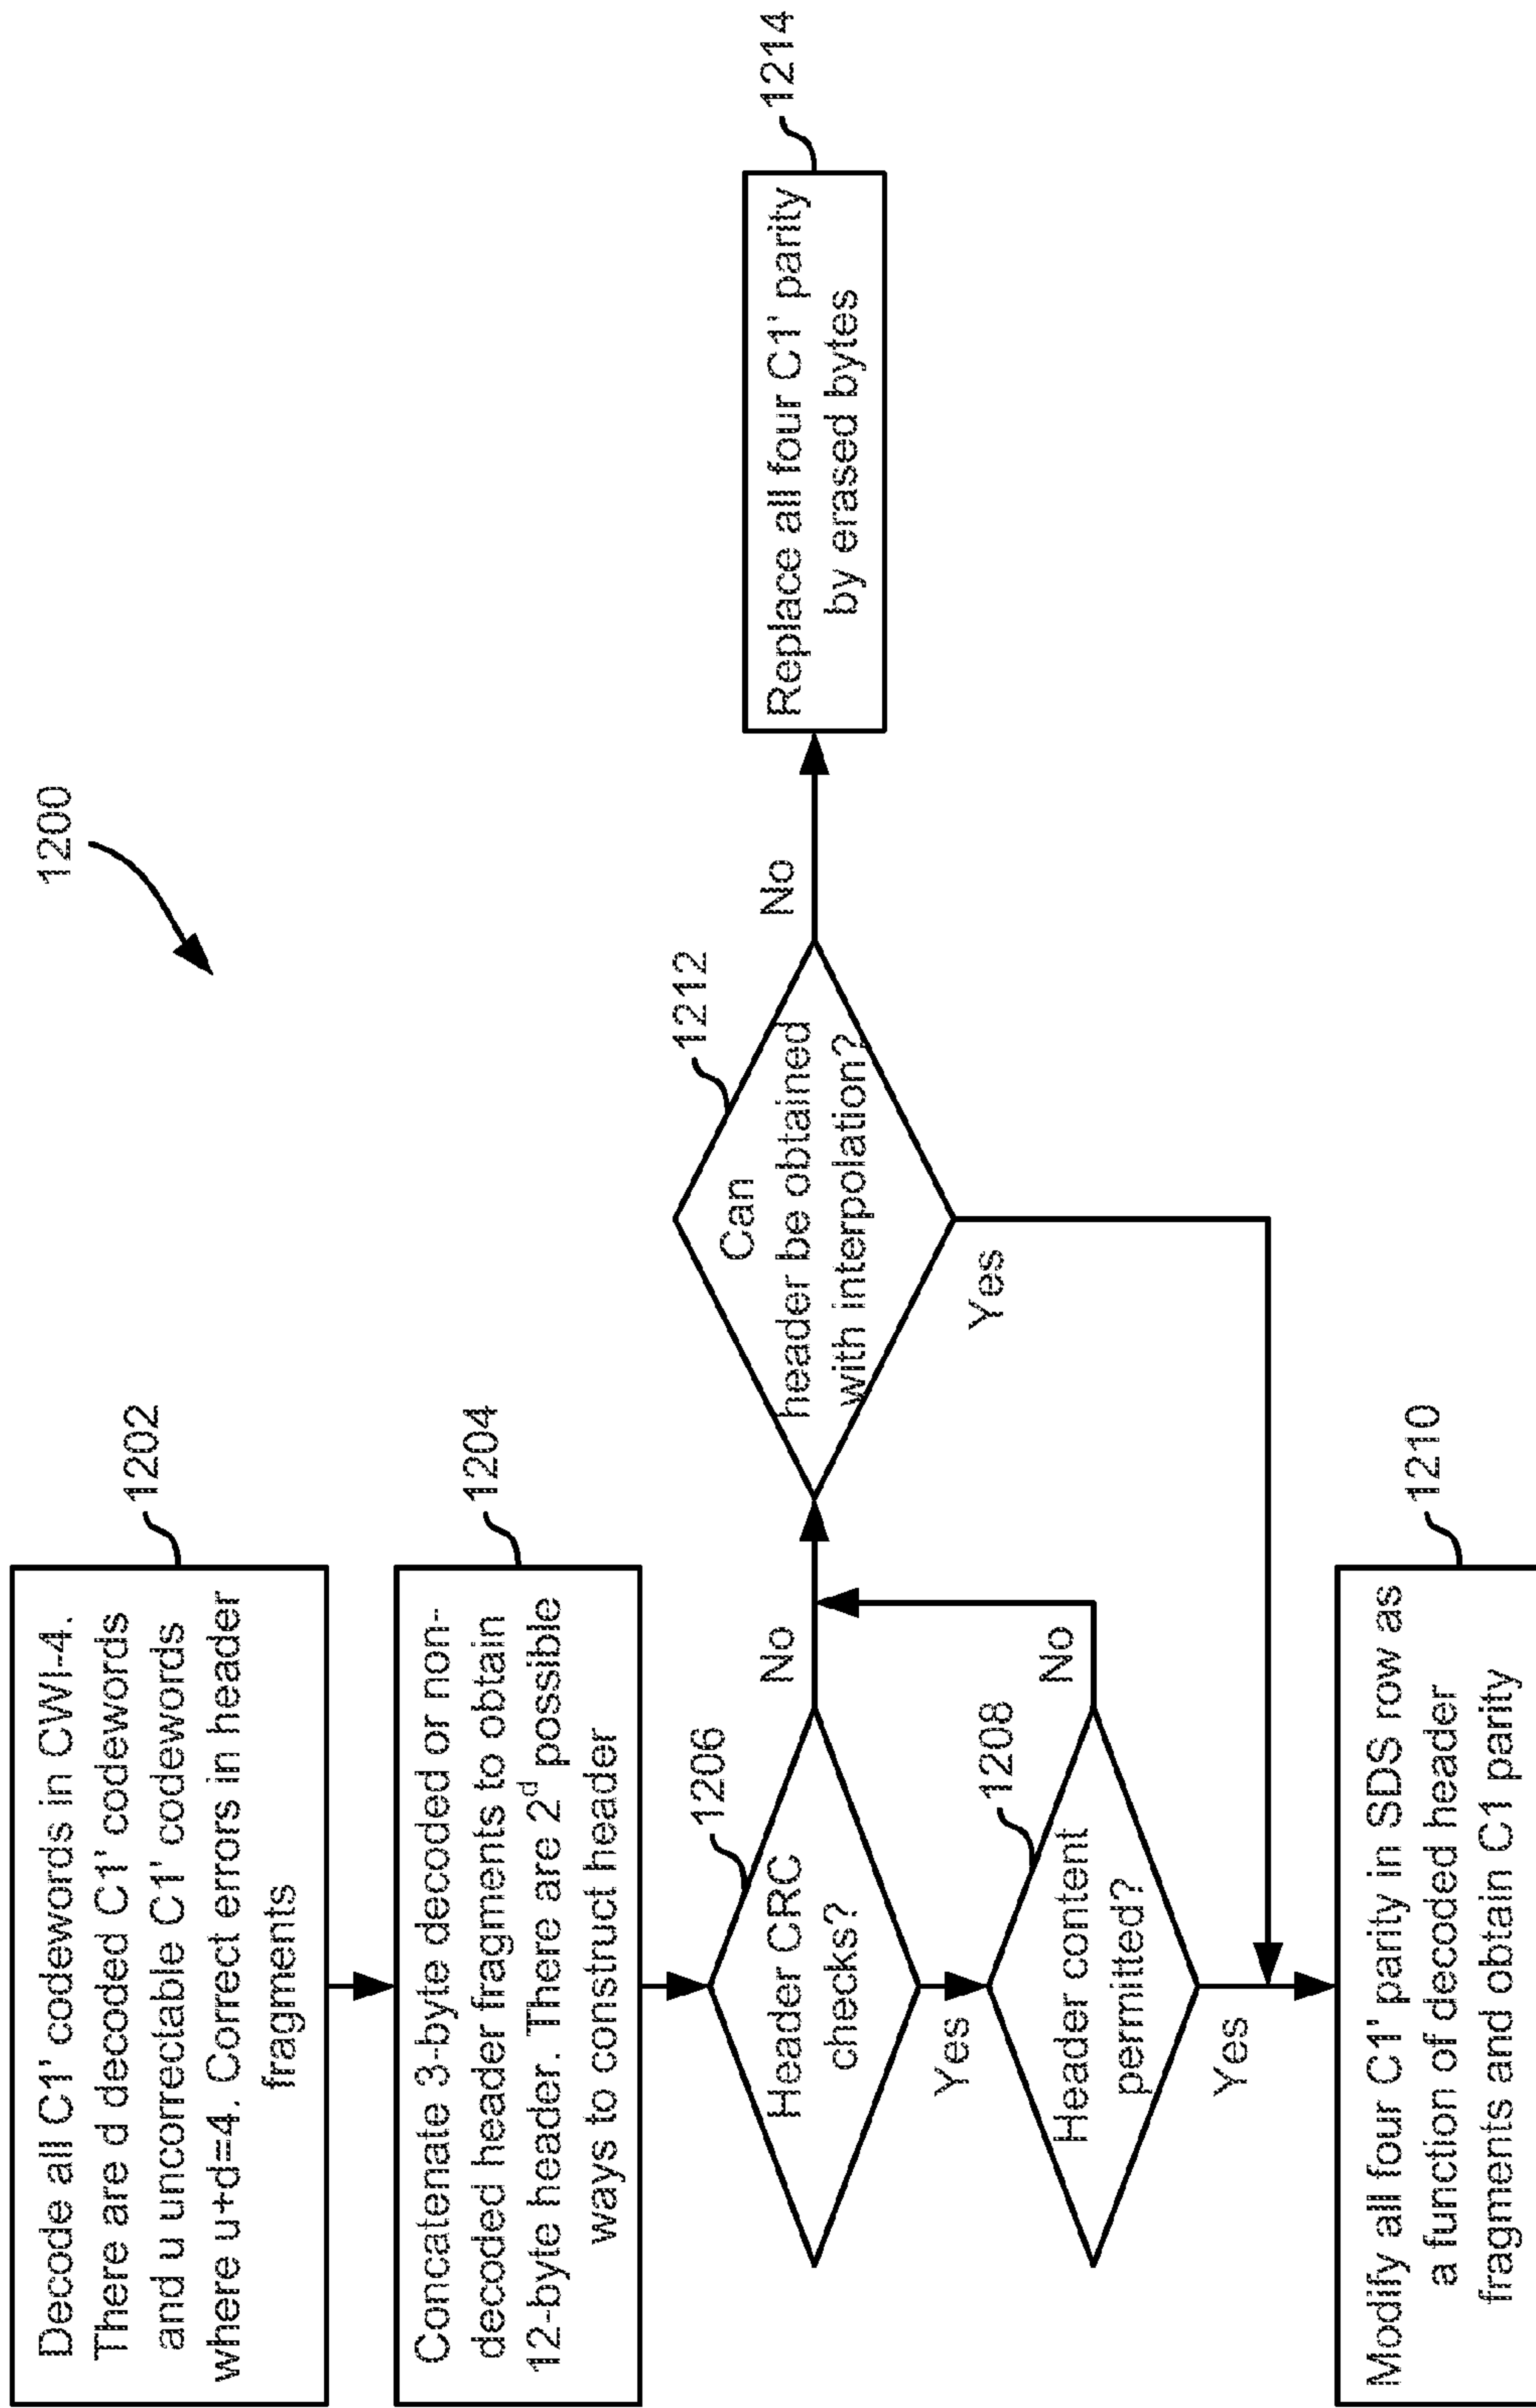 1200
Decode all C1' codewords in CWI-4.
There are d decoded C1' codewords
and u uncorrectable C1' codewords
where u+d=4. Correct errors in header
fragments
1202
Concatenate 3-byte decoded or non-
decoded header fragments to obtain
12-byte header. There are 2^d possible
ways to construct header
1204
Header CRC
checks?
1206
No
Yes
Header content
permitted?
1208
No
Yes
Can
header be obtained
with interpolation?
1212
No
Yes
Replace all four C1' parity
by erased bytes
1214
Modify all four C1' parity in SDS row as
a function of decoded header
fragments and obtain C1 parity
1210